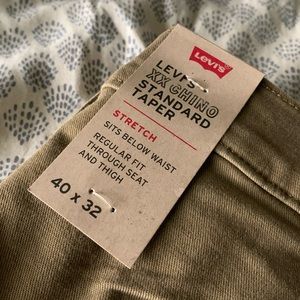 Levi's
LEVI'S
XX CHINO
STANDARD
TAPER
STRETCH
SITS BELOW WAIST
REGULAR FIT
THROUGH SEAT
AND THIGH
40 x 32